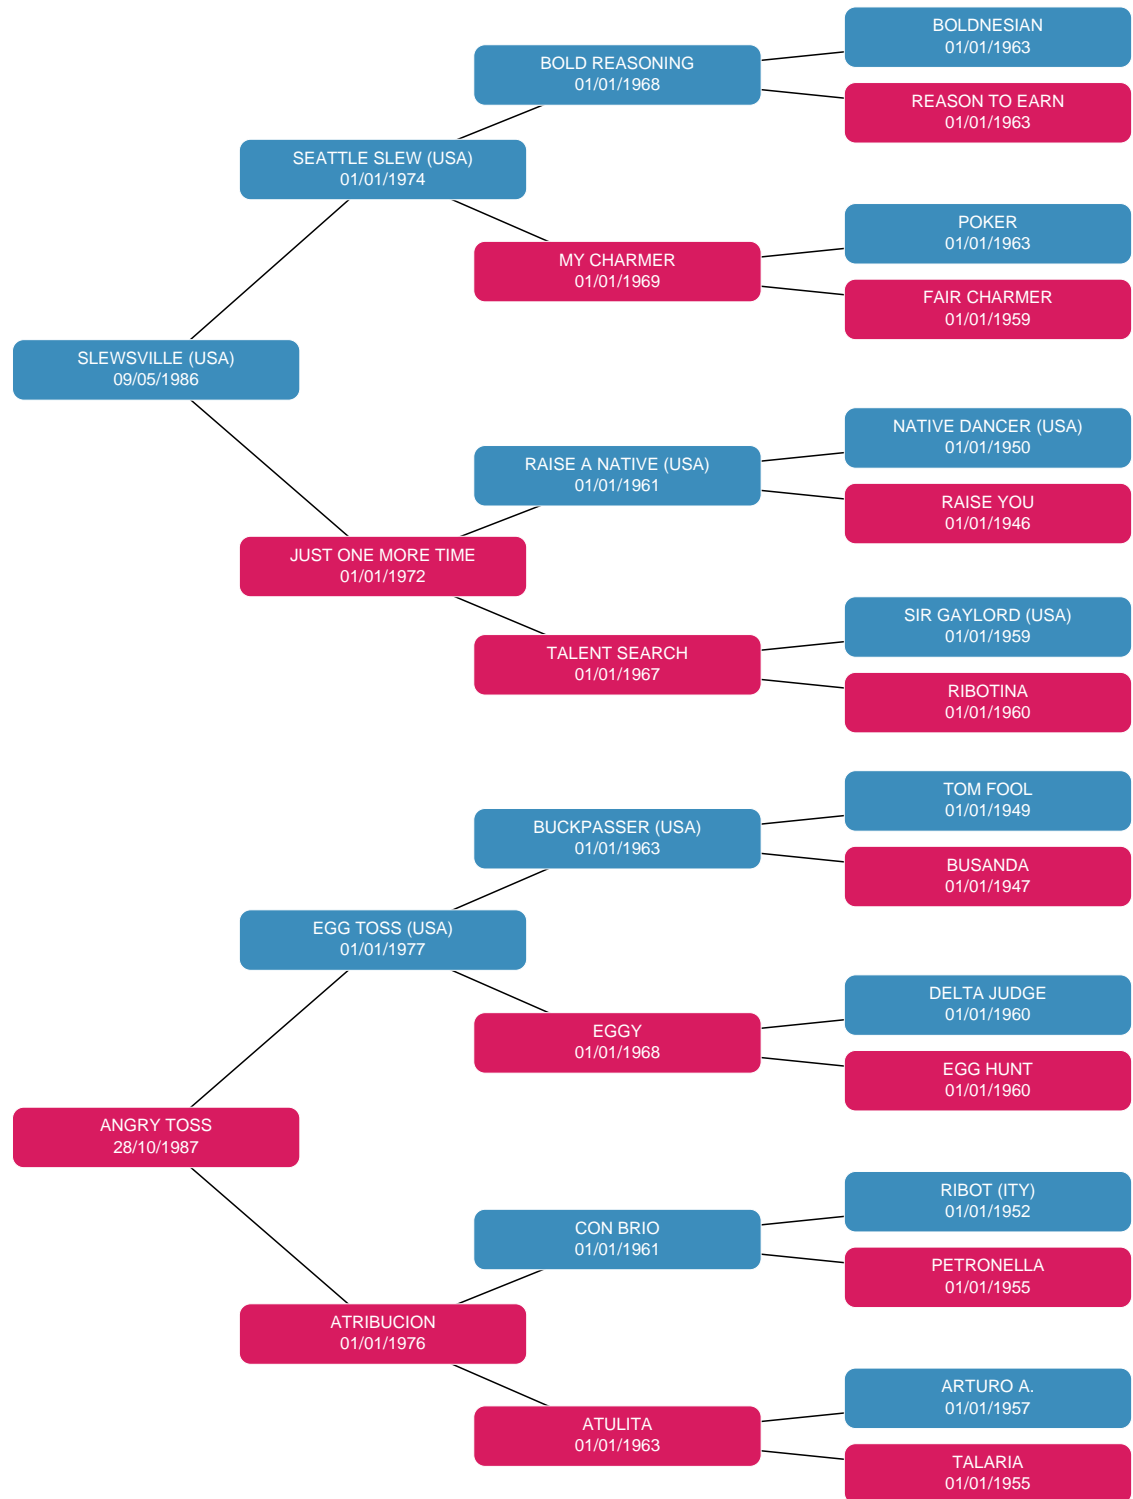 BOLDNESIAN
01/01/1963
BOLD REASONING
01/01/1968
REASON TO EARN
01/01/1963
SEATTLE SLEW (USA)
01/01/1974
POKER
01/01/1963
MY CHARMER
01/01/1969
FAIR CHARMER
01/01/1959
SLEWSVILLE (USA)
09/05/1986
NATIVE DANCER (USA)
01/01/1950
RAISE A NATIVE (USA)
01/01/1961
RAISE YOU
01/01/1946
JUST ONE MORE TIME
01/01/1972
SIR GAYLORD (USA)
01/01/1959
TALENT SEARCH
01/01/1967
RIBOTINA
01/01/1960
TOM FOOL
01/01/1949
BUCKPASSER (USA)
01/01/1963
BUSANDA
01/01/1947
EGG TOSS (USA)
01/01/1977
DELTA JUDGE
01/01/1960
EGGY
01/01/1968
EGG HUNT
01/01/1960
ANGRY TOSS
28/10/1987
RIBOT (ITY)
01/01/1952
CON BRIO
01/01/1961
PETRONELLA
01/01/1955
ATRIBUCION
01/01/1976
ARTURO A.
01/01/1957
ATULITA
01/01/1963
TALARIA
01/01/1955